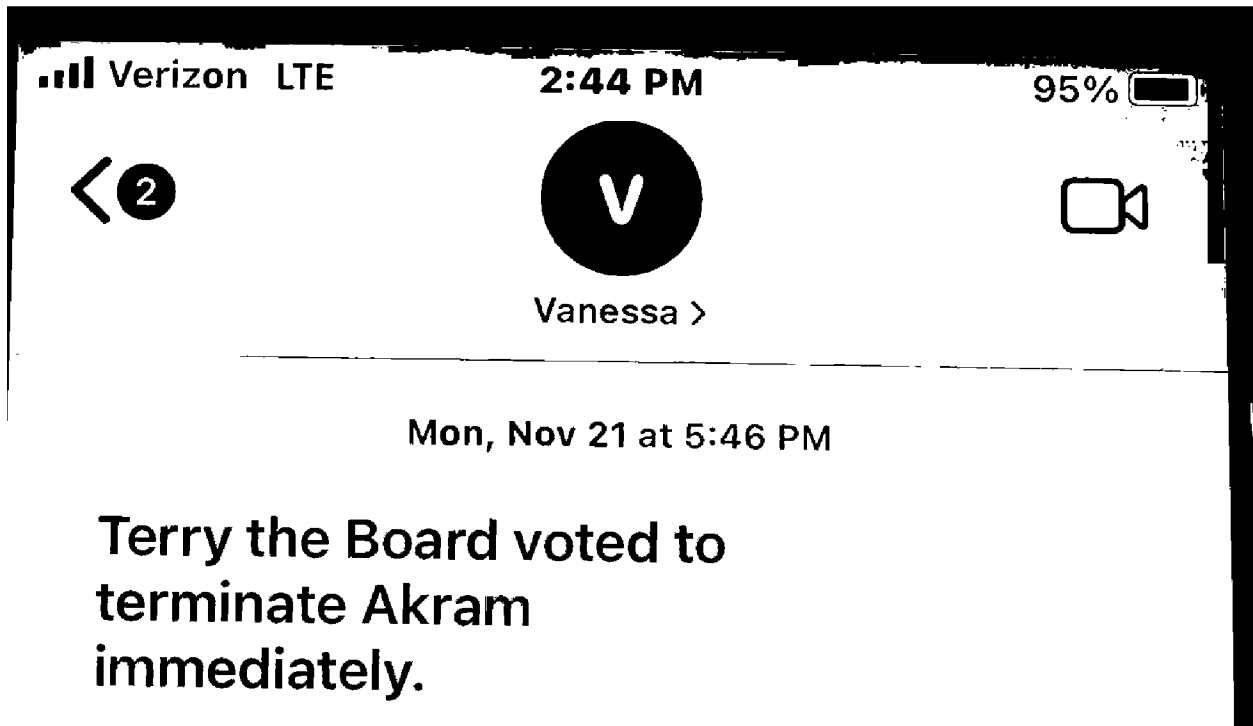 Verizon LTE 2:44 PM 95%
2
V
Vanessa >
Mon, Nov 21 at 5:46 PM
Terry the Board voted to
terminate Akram
immediately.